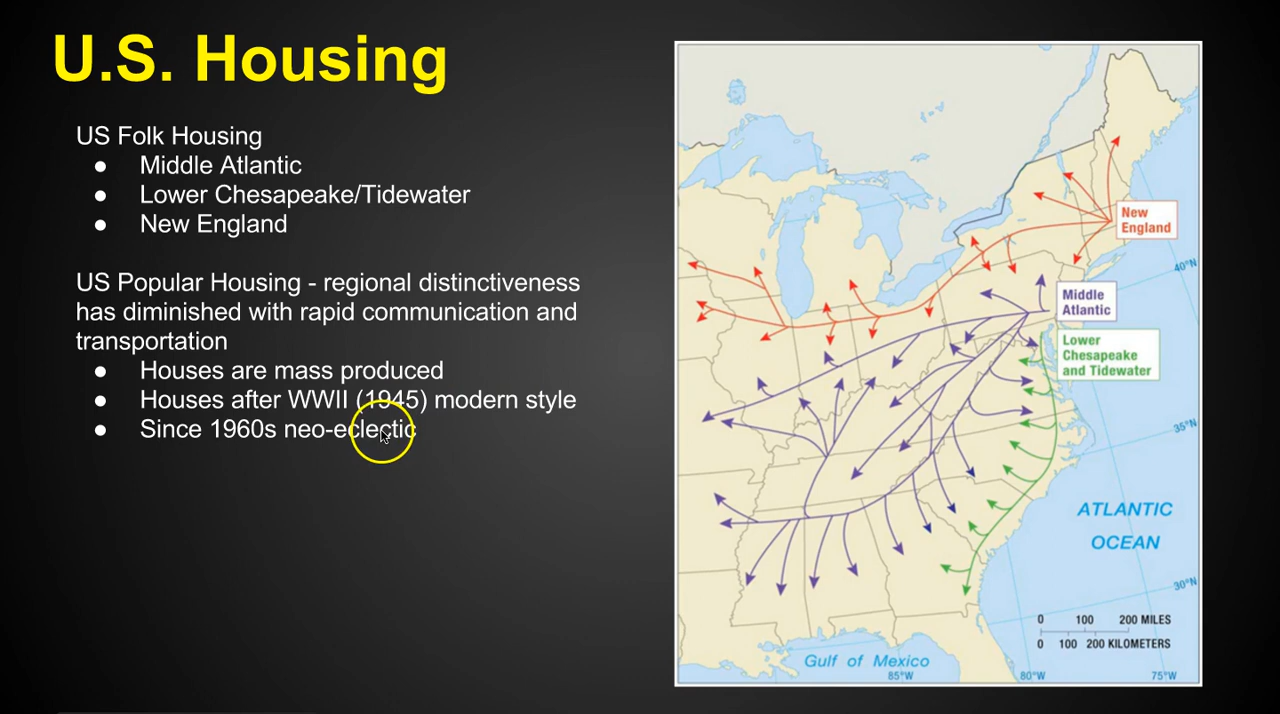 U.S. Housing
US Folk Housing
● Middle Atlantic
● Lower Chesapeake/Tidewater
● New England
US Popular Housing - regional distinctiveness
has diminished with rapid communication and
transportation
● Houses are mass produced
● Houses after WWII (1945) modern style
● Since 1960s neo-eclectic
New
England
40°N
Middle
Atlantic
Lower
Chesapeake
and Tidewater
35°N
ATLANTIC
OCEAN
30°N
0 100 200 MILES
0 100 200 KILOMETERS
Gulf of Mexico
85°W 80°W 75°W